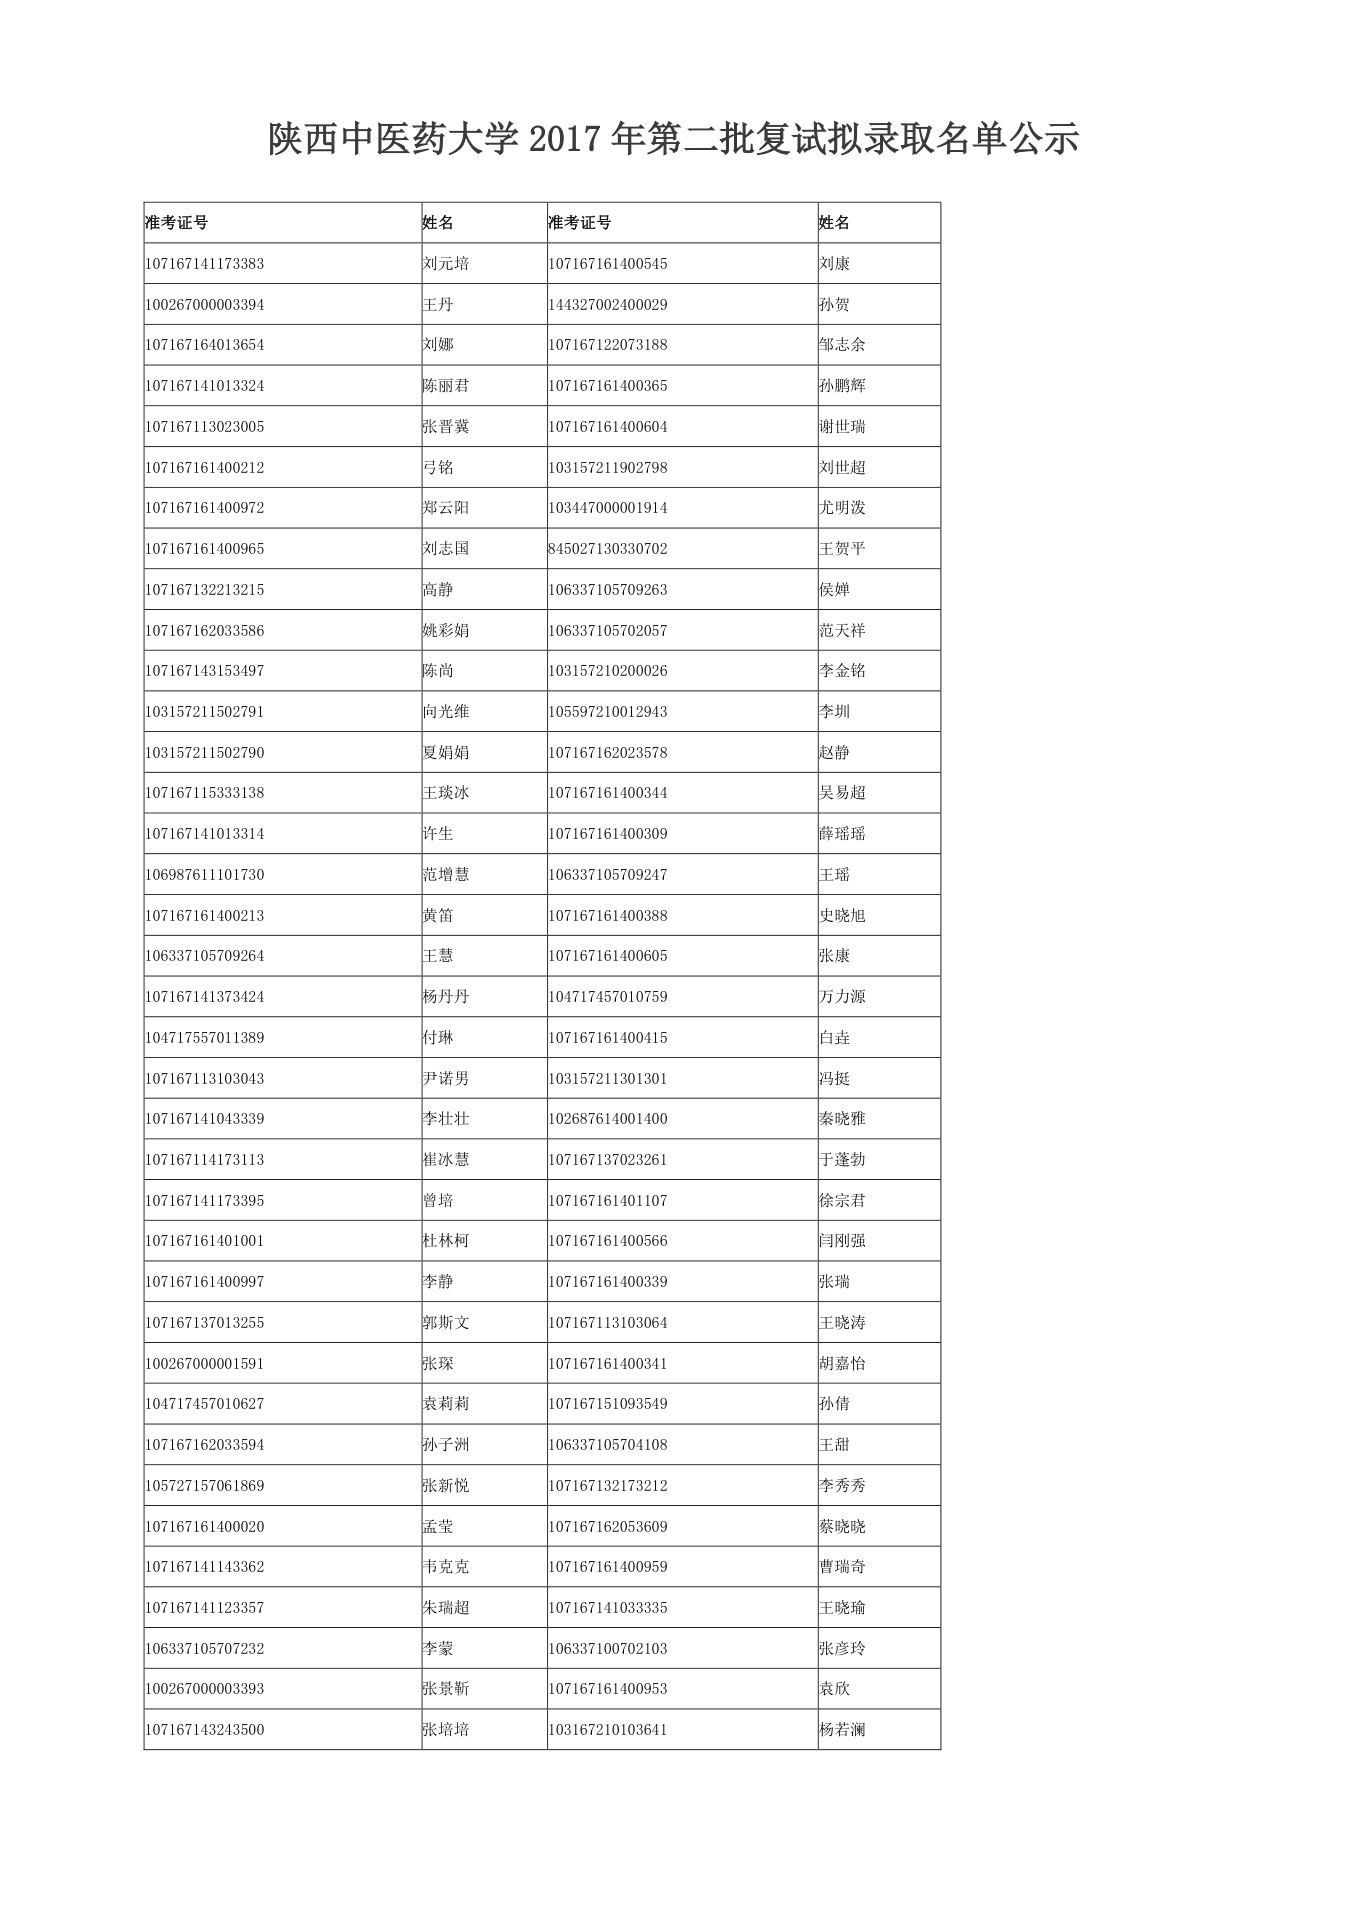 陕西中医药大学 2017 年第二批复试拟录取名单公示
准考证号 姓名 准考证号 姓名
107167141173383 刘元培 107167161400545 刘康
100267000003394 王丹 144327002400029 孙贺
107167164013654 刘娜 107167122073188 邹志余
107167141013324 陈丽君 107167161400365 孙鹏辉
107167113023005 张晋冀 107167161400604 谢世瑞
107167161400212 弓铭 103157211902798 刘世超
107167161400972 郑云阳 103447000001914 尤明泼
107167161400965 刘志国 845027130330702 王贺平
107167132213215 高静 106337105709263 侯婵
107167162033586 姚彩娟 106337105702057 范天祥
107167143153497 陈尚 103157210200026 李金铭
103157211502791 向光维 105597210012943 李圳
103157211502790 夏娟娟 107167162023578 赵静
107167115333138 王琰冰 107167161400344 吴易超
107167141013314 许生 107167161400309 薛瑶瑶
106987611101730 范增慧 106337105709247 王瑶
107167161400213 黄笛 107167161400388 史晓旭
106337105709264 王慧 107167161400605 张康
107167141373424 杨丹丹 104717457010759 万力源
104717557011389 付琳 107167161400415 白垚
107167113103043 尹诺男 103157211301301 冯挺
107167141043339 李壮壮 102687614001400 秦晓雅
107167114173113 崔冰慧 107167137023261 于蓬勃
107167141173395 曾培 107167161401107 徐宗君
107167161401001 杜林柯 107167161400566 闫刚强
107167161400997 李静 107167161400339 张瑞
107167137013255 郭斯文 107167113103064 王晓涛
100267000001591 张琛 107167161400341 胡嘉怡
104717457010627 袁莉莉 107167151093549 孙倩
107167162033594 孙子洲 106337105704108 王甜
105727157061869 张新悦 107167132173212 李秀秀
107167161400020 孟莹 107167162053609 蔡晓晓
107167141143362 韦克克 107167161400959 曹瑞奇
107167141123357 朱瑞超 107167141033335 王晓瑜
106337105707232 李蒙 106337100702103 张彦玲
100267000003393 张景靳 107167161400953 袁欣
107167143243500 张培培 103167210103641 杨若澜